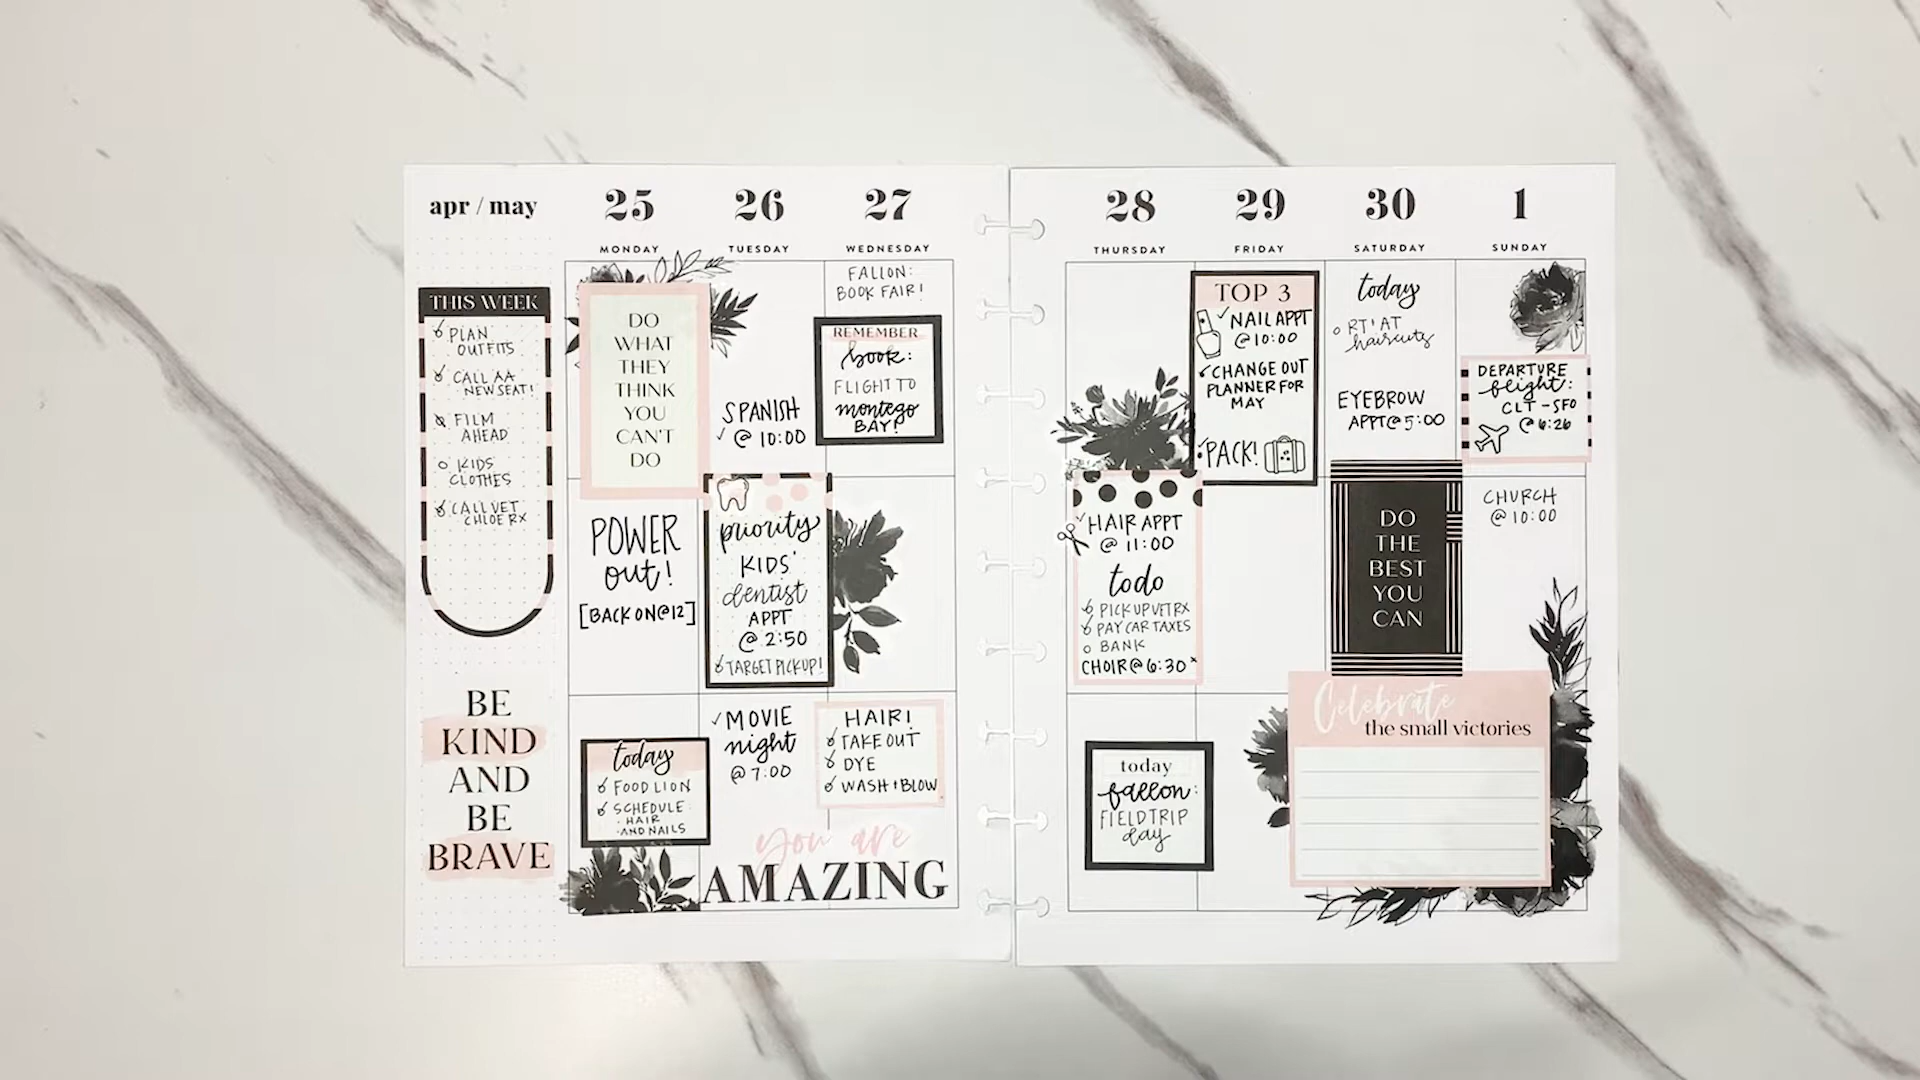 apr / may
THIS WEEK
PLAN
OUTFITS
CALL AA
NEW SEAT!
FILM
AHEAD
KIDS
CLOTHES
CALL VET
CHLOE RX
BE
KIND
AND
BE
BRAVE
25
MONDAY
DO
WHAT
THEY
THINK
YOU
CAN'T
DO
POWER
out!
[BACK ON @ 12]
today
FOOD LION
SCHEDULE:
· HAIR
· AND NAILS
26
TUESDAY
SPANISH
@ 10:00
priority
KIDS'
dentist
APPT
@ 2:50
TARGET PICKUP!
MOVIE
night
@ 7:00
you are
AMAZING
27
WEDNESDAY
FALLON:
BOOK FAIR!
REMEMBER
book:
FLIGHT TO
montego
BAY!
HAIR!
TAKE OUT
DYE
WASH + BLOW
28
THURSDAY
HAIR APPT
@ 11:00
todo
PICK UP VET RX
PAY CAR TAXES
BANK
CHOIR @ 6:30*
today
fallon:
FIELD TRIP
day
29
FRIDAY
TOP 3
NAIL APPT
@ 10:00
CHANGE OUT
PLANNER FOR
MAY
PACK!
30
SATURDAY
today
AT
haircuts
EYEBROW
APPT @ 5:00
DO
THE
BEST
YOU
CAN
Celebrate
the small victories
1
SUNDAY
DEPARTURE
flight:
CLT - SFO
@ 6:26
CHURCH
@ 10:00